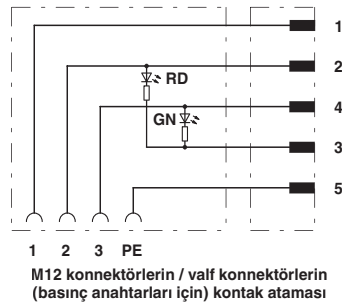 1
2
RD
4
GN
3
5
1 2 3 PE
M12 konnektörlerin / valf konnektörlerin
(basınç anahtarları için) kontak ataması